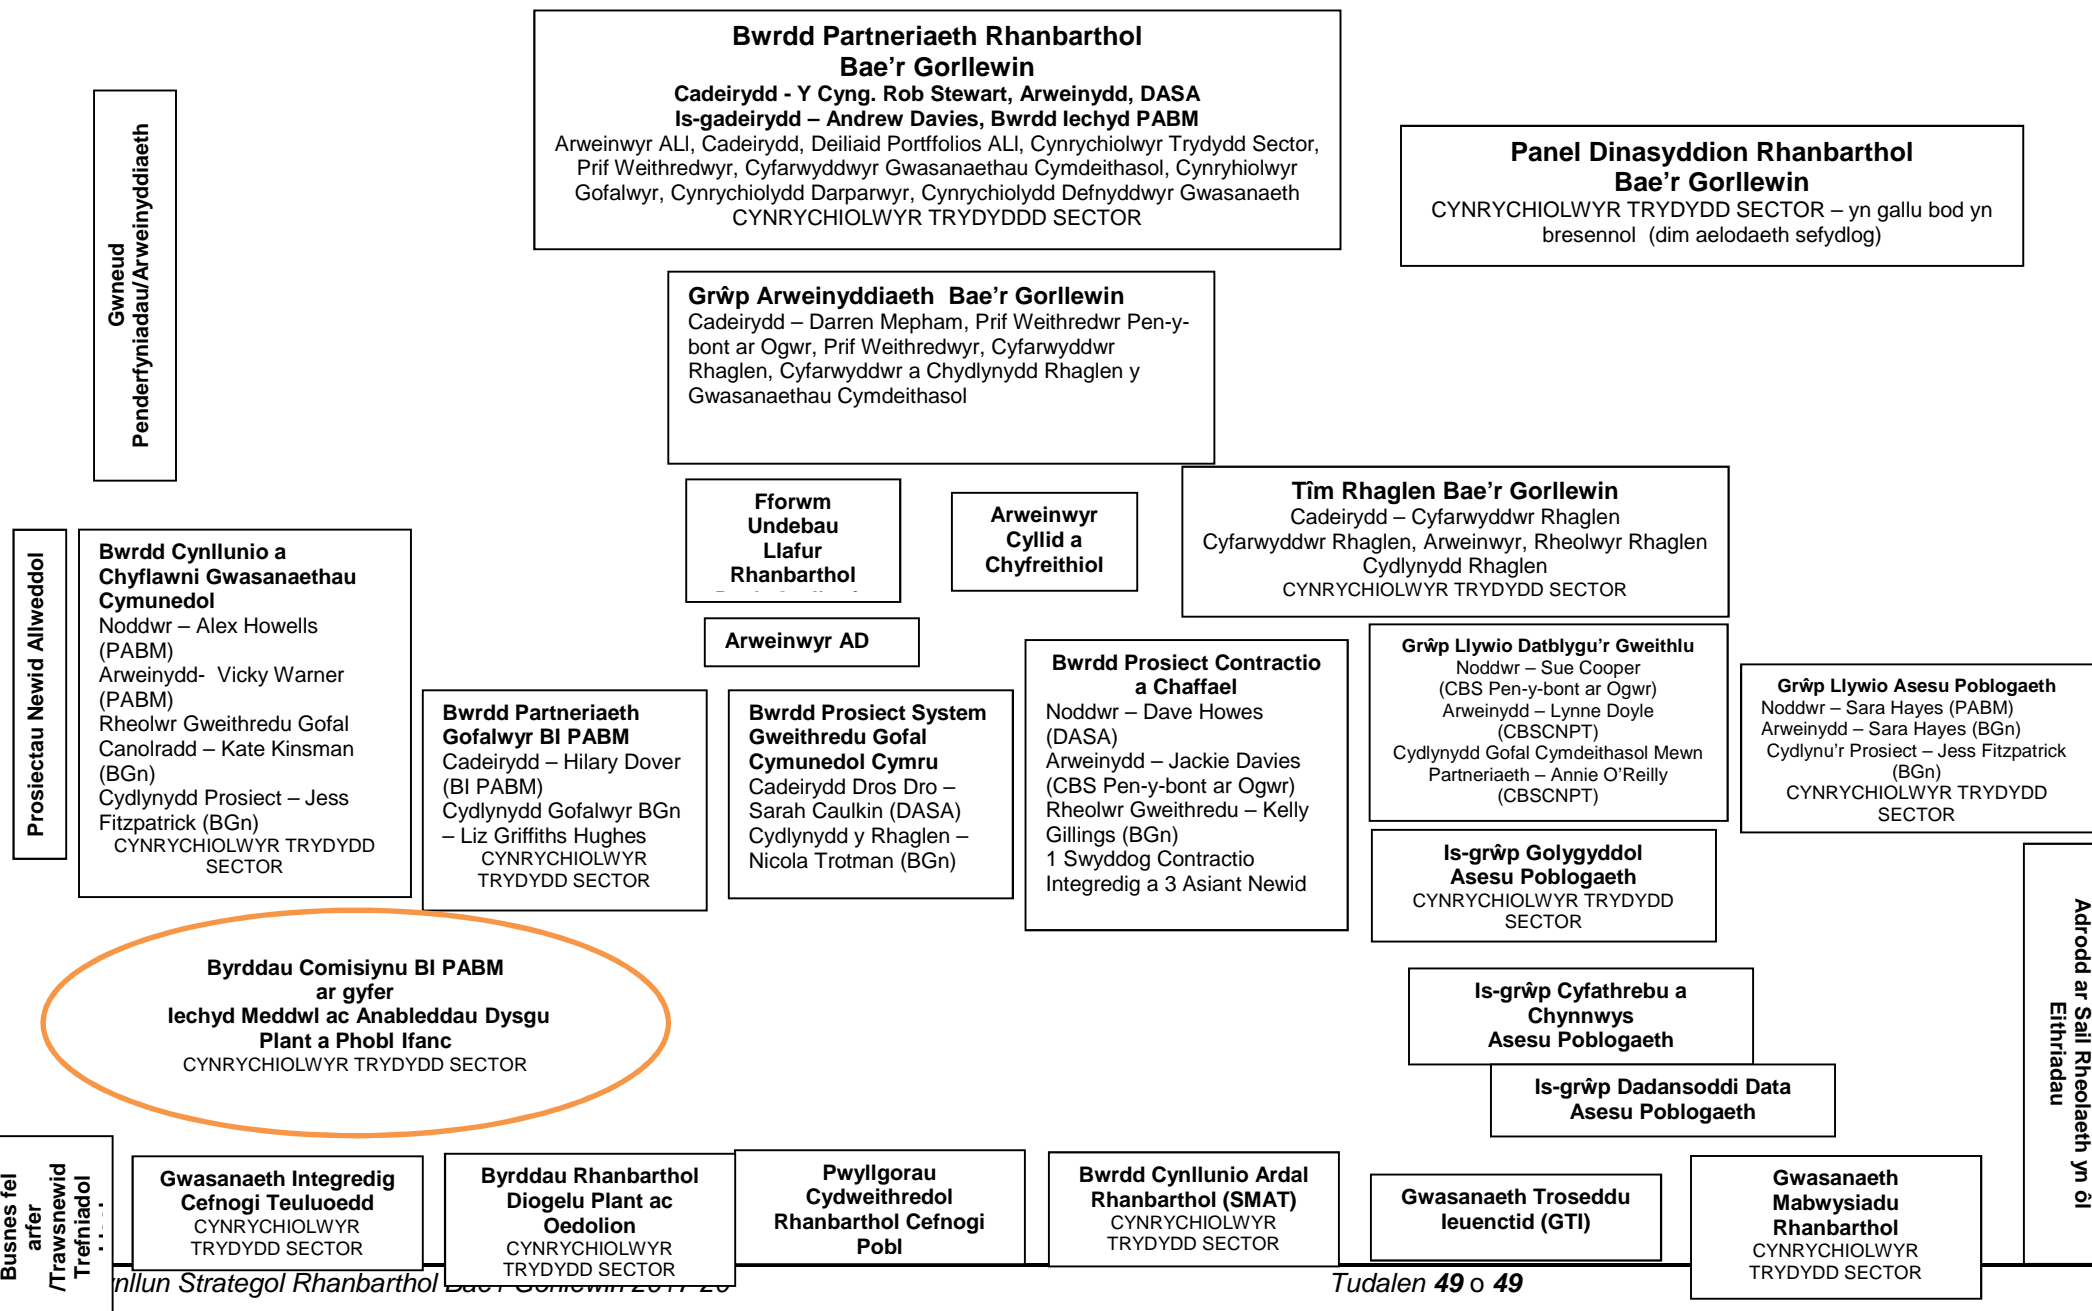 Bwrdd Partneriaeth Rhanbarthol
Bae'r Gorllewin
Cadeirydd - Y Cyng. Rob Stewart, Arweinydd, DASA
Is-gadeirydd – Andrew Davies, Bwrdd Iechyd PABM
Arweinwyr ALl, Cadeirydd, Deiliaid Portffolios ALl, Cynrychiolwyr Trydydd Sector,
Prif Weithredwyr, Cyfarwyddwyr Gwasanaethau Cymdeithasol, Cynryhiolwyr
Gofalwyr, Cynrychiolydd Darparwyr, Cynrychiolydd Defnyddwyr Gwasanaeth
CYNRYCHIOLWYR TRYDYDDD SECTOR
Panel Dinasyddion Rhanbarthol
Bae'r Gorllewin
CYNRYCHIOLWYR TRYDYDD SECTOR – yn gallu bod yn
bresennol  (dim aelodaeth sefydlog)
Gwneud
Penderfyniadau/Arweinyddiaeth
Grŵp Arweinyddiaeth  Bae'r Gorllewin
Cadeirydd – Darren Mepham, Prif Weithredwr Pen-y-
bont ar Ogwr, Prif Weithredwyr, Cyfarwyddwr
Rhaglen, Cyfarwyddwr a Chydlynydd Rhaglen y
Gwasanaethau Cymdeithasol
Fforwm
Undebau
Llafur
Rhanbarthol
Arweinwyr
Cyllid a
Chyfreithiol
Tîm Rhaglen Bae'r Gorllewin
Cadeirydd – Cyfarwyddwr Rhaglen
Cyfarwyddwr Rhaglen, Arweinwyr, Rheolwyr Rhaglen
Cydlynydd Rhaglen
CYNRYCHIOLWYR TRYDYDD SECTOR
Arweinwyr AD
Prosiectau Newid Allweddol
Bwrdd Cynllunio a
Chyflawni Gwasanaethau
Cymunedol
Noddwr – Alex Howells
(PABM)
Arweinydd-  Vicky Warner
(PABM)
Rheolwr Gweithredu Gofal
Canolradd – Kate Kinsman
(BGn)
Cydlynydd Prosiect – Jess
Fitzpatrick (BGn)
CYNRYCHIOLWYR TRYDYDD
SECTOR
Bwrdd Partneriaeth
Gofalwyr BI PABM
Cadeirydd – Hilary Dover
(BI PABM)
Cydlynydd Gofalwyr BGn
– Liz Griffiths Hughes
CYNRYCHIOLWYR
TRYDYDD SECTOR
Bwrdd Prosiect System
Gweithredu Gofal
Cymunedol Cymru
Cadeirydd Dros Dro –
Sarah Caulkin (DASA)
Cydlynydd y Rhaglen –
Nicola Trotman (BGn)
Bwrdd Prosiect Contractio
a Chaffael
Noddwr – Dave Howes
(DASA)
Arweinydd – Jackie Davies
(CBS Pen-y-bont ar Ogwr)
Rheolwr Gweithredu – Kelly
Gillings (BGn)
1 Swyddog Contractio
Integredig a 3 Asiant Newid
Grŵp Llywio Datblygu'r Gweithlu
Noddwr – Sue Cooper
(CBS Pen-y-bont ar Ogwr)
Arweinydd – Lynne Doyle
(CBSCNPT)
Cydlynydd Gofal Cymdeithasol Mewn
Partneriaeth – Annie O'Reilly
(CBSCNPT)
Grŵp Llywio Asesu Poblogaeth
Noddwr – Sara Hayes (PABM)
Arweinydd – Sara Hayes (BGn)
Cydlynu'r Prosiect – Jess Fitzpatrick
(BGn)
CYNRYCHIOLWYR TRYDYDD
SECTOR
Is-grŵp Golygyddol
Asesu Poblogaeth
CYNRYCHIOLWYR TRYDYDD
SECTOR
Byrddau Comisiynu BI PABM
ar gyfer
Iechyd Meddwl ac Anableddau Dysgu
Plant a Phobl Ifanc
CYNRYCHIOLWYR TRYDYDD SECTOR
Is-grŵp Cyfathrebu a
Chynnwys
Asesu Poblogaeth
Is-grŵp Dadansoddi Data
Asesu Poblogaeth
Adrodd ar Sail Rheolaeth yn ôl
Eithriadau
Busnes fel
arfer
/Trawsnewid
Trefniadol
Gwasanaeth Integredig
Cefnogi Teuluoedd
CYNRYCHIOLWYR
TRYDYDD SECTOR
Byrddau Rhanbarthol
Diogelu Plant ac
Oedolion
CYNRYCHIOLWYR
TRYDYDD SECTOR
Pwyllgorau
Cydweithredol
Rhanbarthol Cefnogi
Pobl
Bwrdd Cynllunio Ardal
Rhanbarthol (SMAT)
CYNRYCHIOLWYR
TRYDYDD SECTOR
Gwasanaeth Troseddu
Ieuenctid (GTI)
Gwasanaeth
Mabwysiadu
Rhanbarthol
CYNRYCHIOLWYR
TRYDYDD SECTOR
Strategol Rhanbarthol
Tudalen 49 o 49